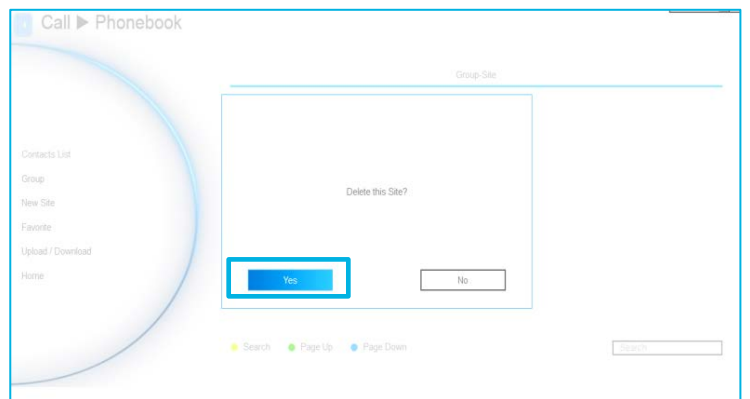 Call ▶ Phonebook
Group-Site
Contacts List
Group
New Site
Favorite
Upload / Download
Home
Delete this Site?
Yes No
Search Page Up Page Down Search